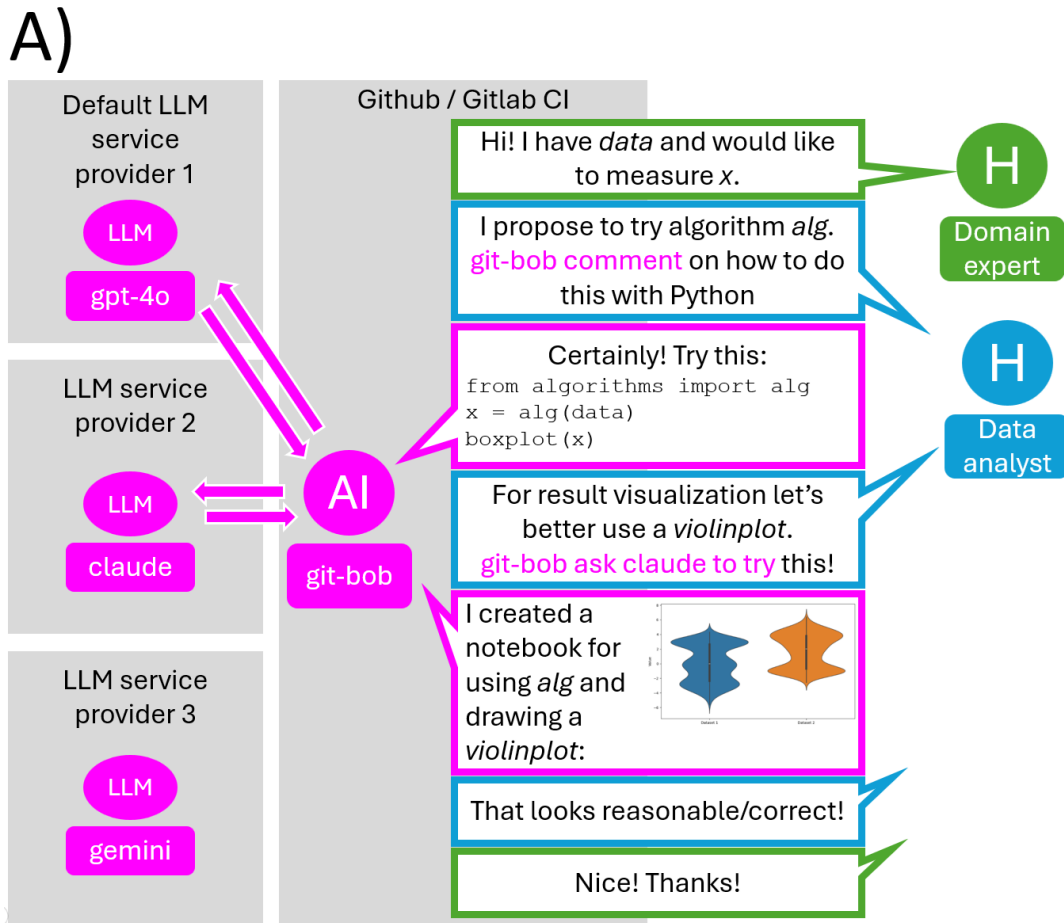 A)
Default LLM
service
provider 1
LLM
gpt-4o
LLM service
provider 2
LLM
claude
LLM service
provider 3
LLM
gemini
Github / Gitlab CI
AI
git-bob
Hi! I have data and would like
to measure x.
I propose to try algorithm alg.
git-bob comment on how to do
this with Python
Certainly! Try this:
from algorithms import alg
x = alg(data)
boxplot(x)
For result visualization let's
better use a violinplot.
git-bob ask claude to try this!
I created a
notebook for
using alg and
drawing a
violinplot:
Dataset 1
Dataset 2
That looks reasonable/correct!
Nice! Thanks!
H
Domain
expert
H
Data
analyst